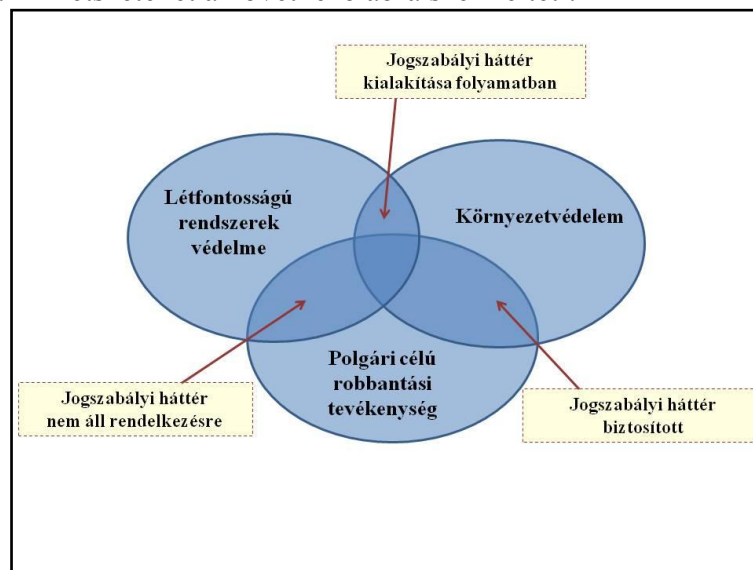 Jogszabályi háttér
kialakítása folyamatban
Létfontosságú
rendszerek
védelme
Környezetvédelem
Polgári célú
robbantási
tevékenység
Jogszabályi háttér
nem áll rendelkezésre
Jogszabályi háttér
biztosított